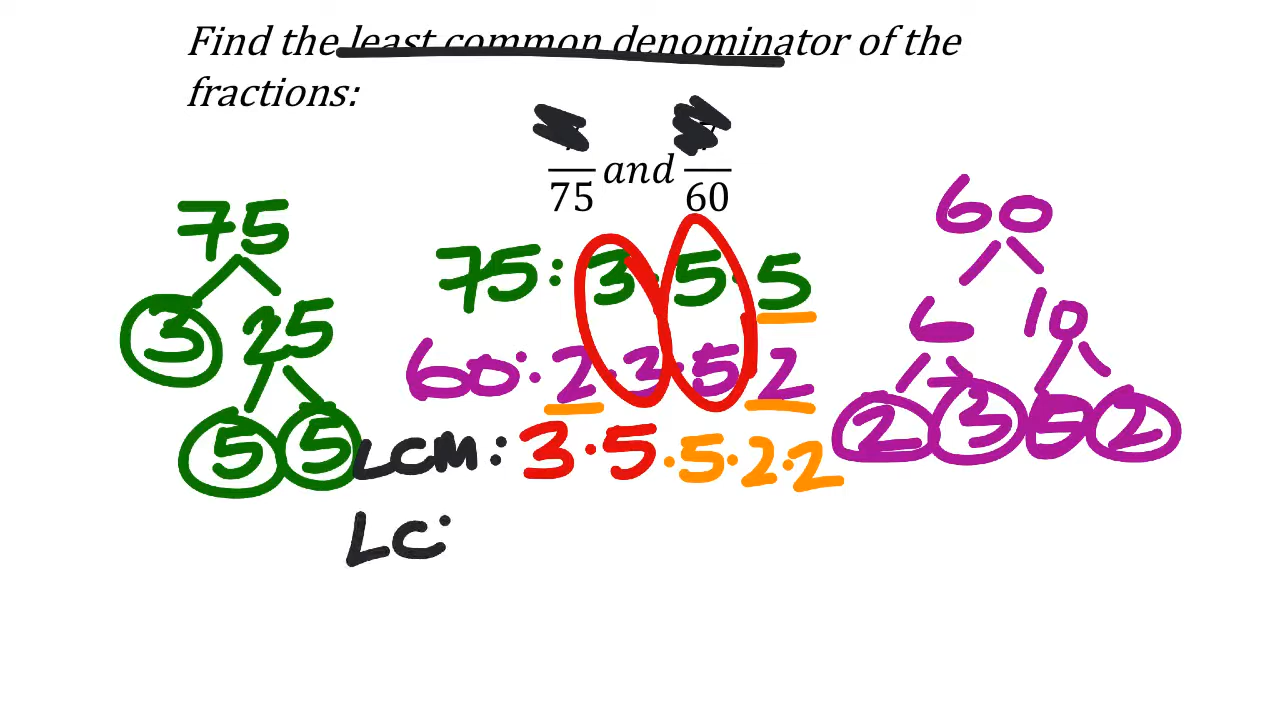 Find the least common denominator of the
fractions:
75 and 60
75
3 25
5 5
75: 3·5·5
60: 2·3·5·2
LCM: 3·5·5·2·2
LC
60
6 10
2 3 5 2